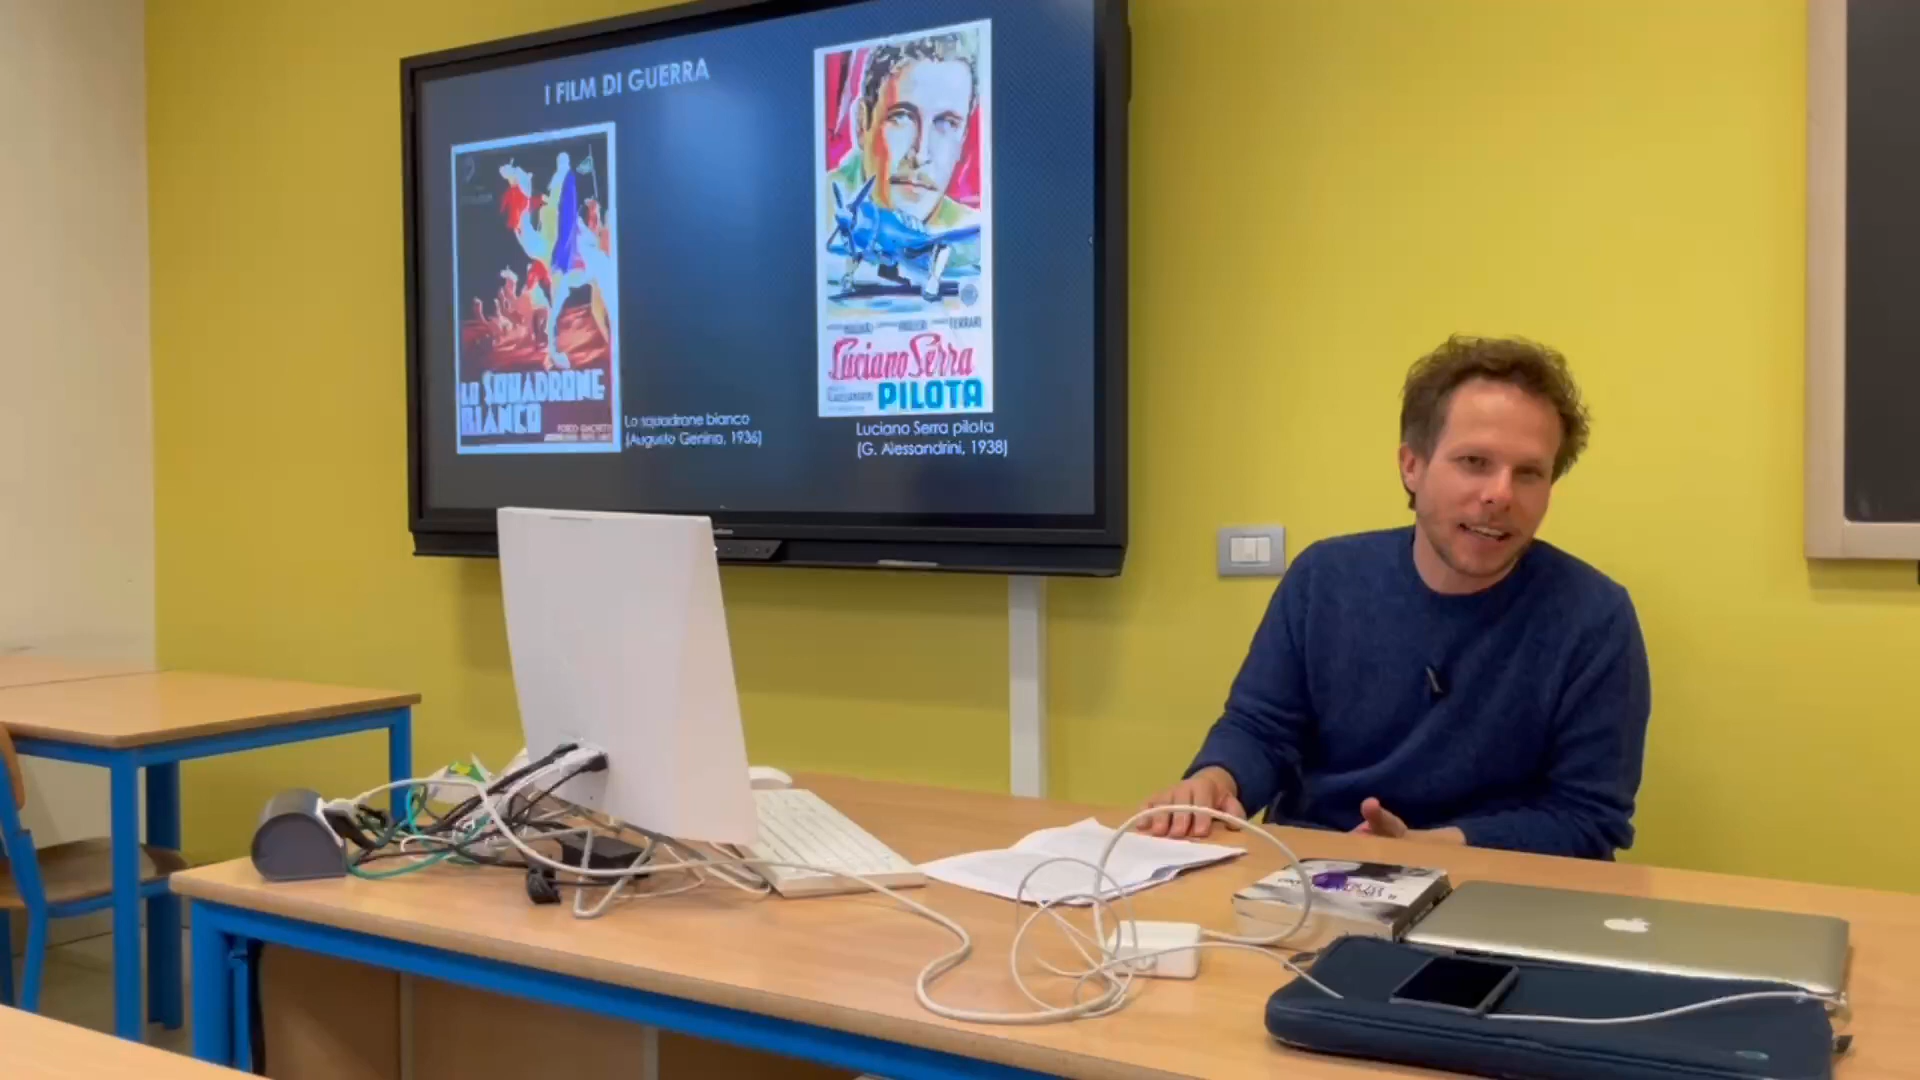 I FILM DI GUERRA
LO SQUADRONE
BIANCO
Lo squadrone bianco
(Augusto Genina, 1936)
FERRARI
Luciano Serra
PILOTA
Luciano Serra pilota
(G. Alessandrini, 1938)